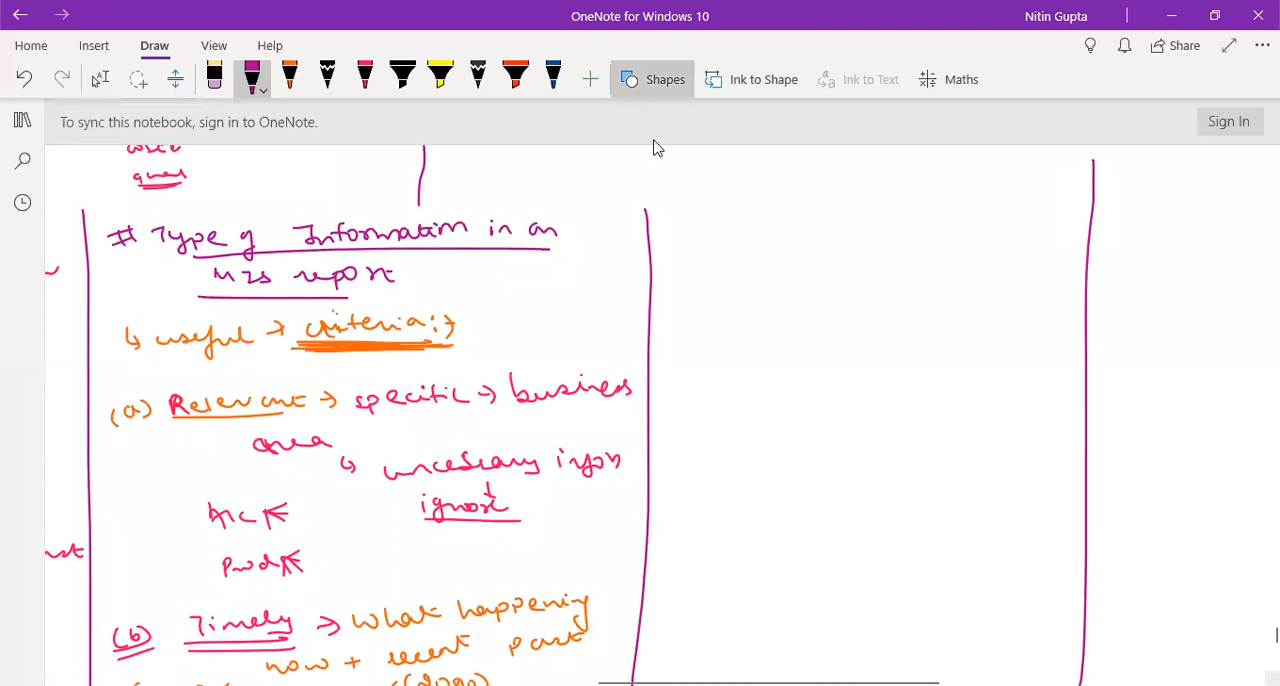 OneNote for Windows 10
Nitin Gupta
Home Insert Draw View Help
Share
Shapes Ink to Shape Ink to Text Maths
To sync this notebook, sign in to OneNote.
Sign In
# Type of Information in an
MIS report
↳ useful → criteria:→
(a) Relevant → specific → business
area
↳ unnecessary infon
↓
ignore
A/C
Prod
(b) Timely → What happening
now + recent past